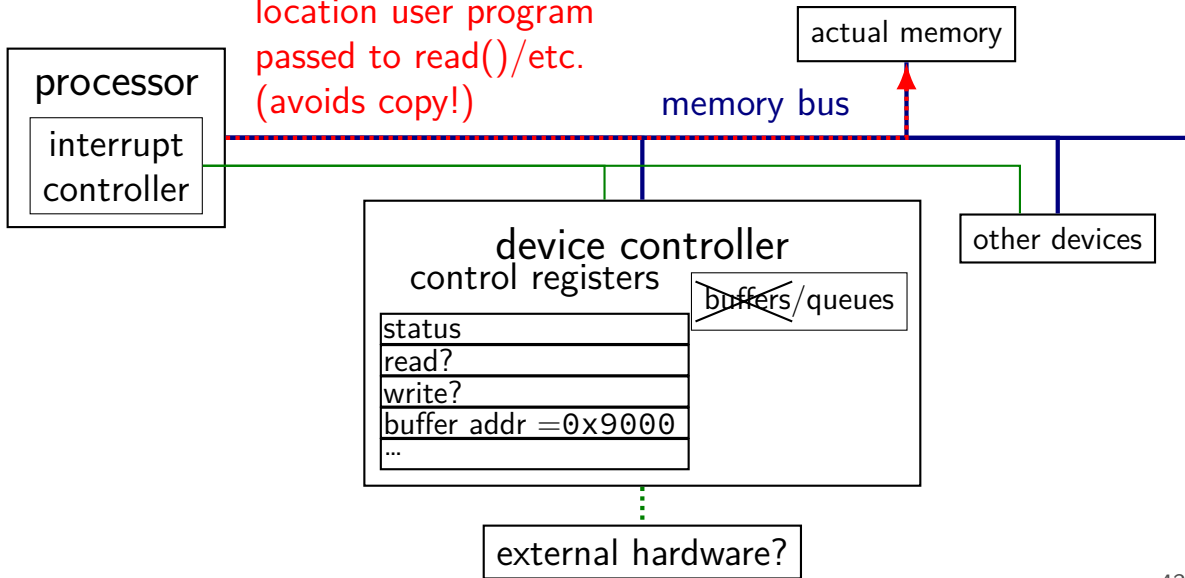 location user program
passed to read()/etc.
(avoids copy!)
actual memory
processor
memory bus
interrupt
controller
other devices
device controller
control registers
buffers/queues
status
read?
write?
buffer addr =0x9000
...
external hardware?